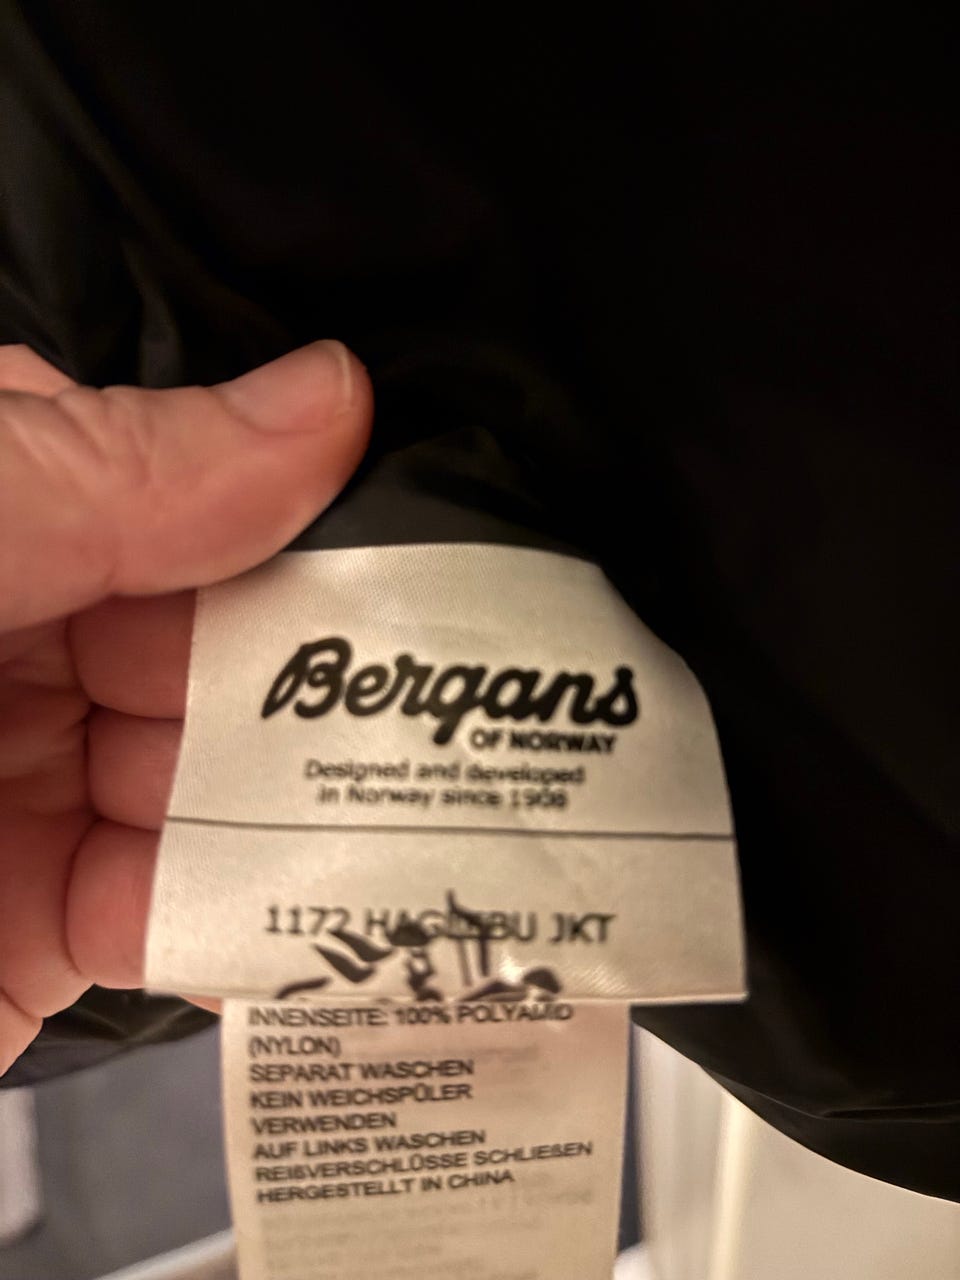 Bergans
OF NORWAY
Designed and developed
in Norway since 1908
1172 HAGLEBU JKT
INNENSEITE: 100% POLYAMID
(NYLON)
SEPARAT WASCHEN
KEIN WEICHSPÜLER
VERWENDEN
AUF LINKS WASCHEN
REIßVERSCHLÜSSE SCHLIEßEN
HERGESTELLT IN CHINA